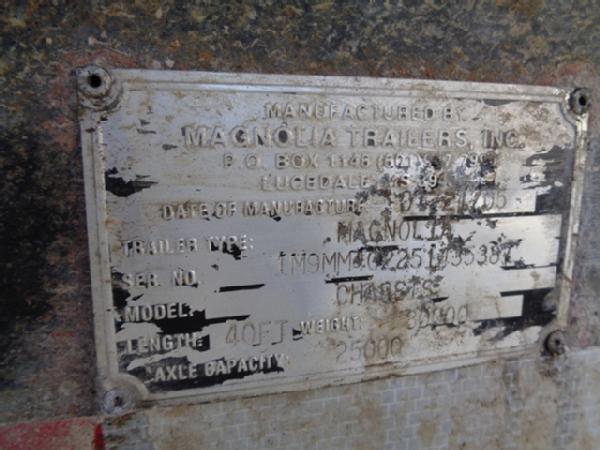 MANUFACTURED BY
MAGNOLIA TRAILERS, INC.
P.O. BOX 1146
LUCEDALE
DATE OF MANUFACTURE
TRAILER TYPE: MAGNOLIA
SER. NO.
MODEL: CHASSIS
LENGTH: 40FT WEIGHT:
AXLE CAPACITY: 25000